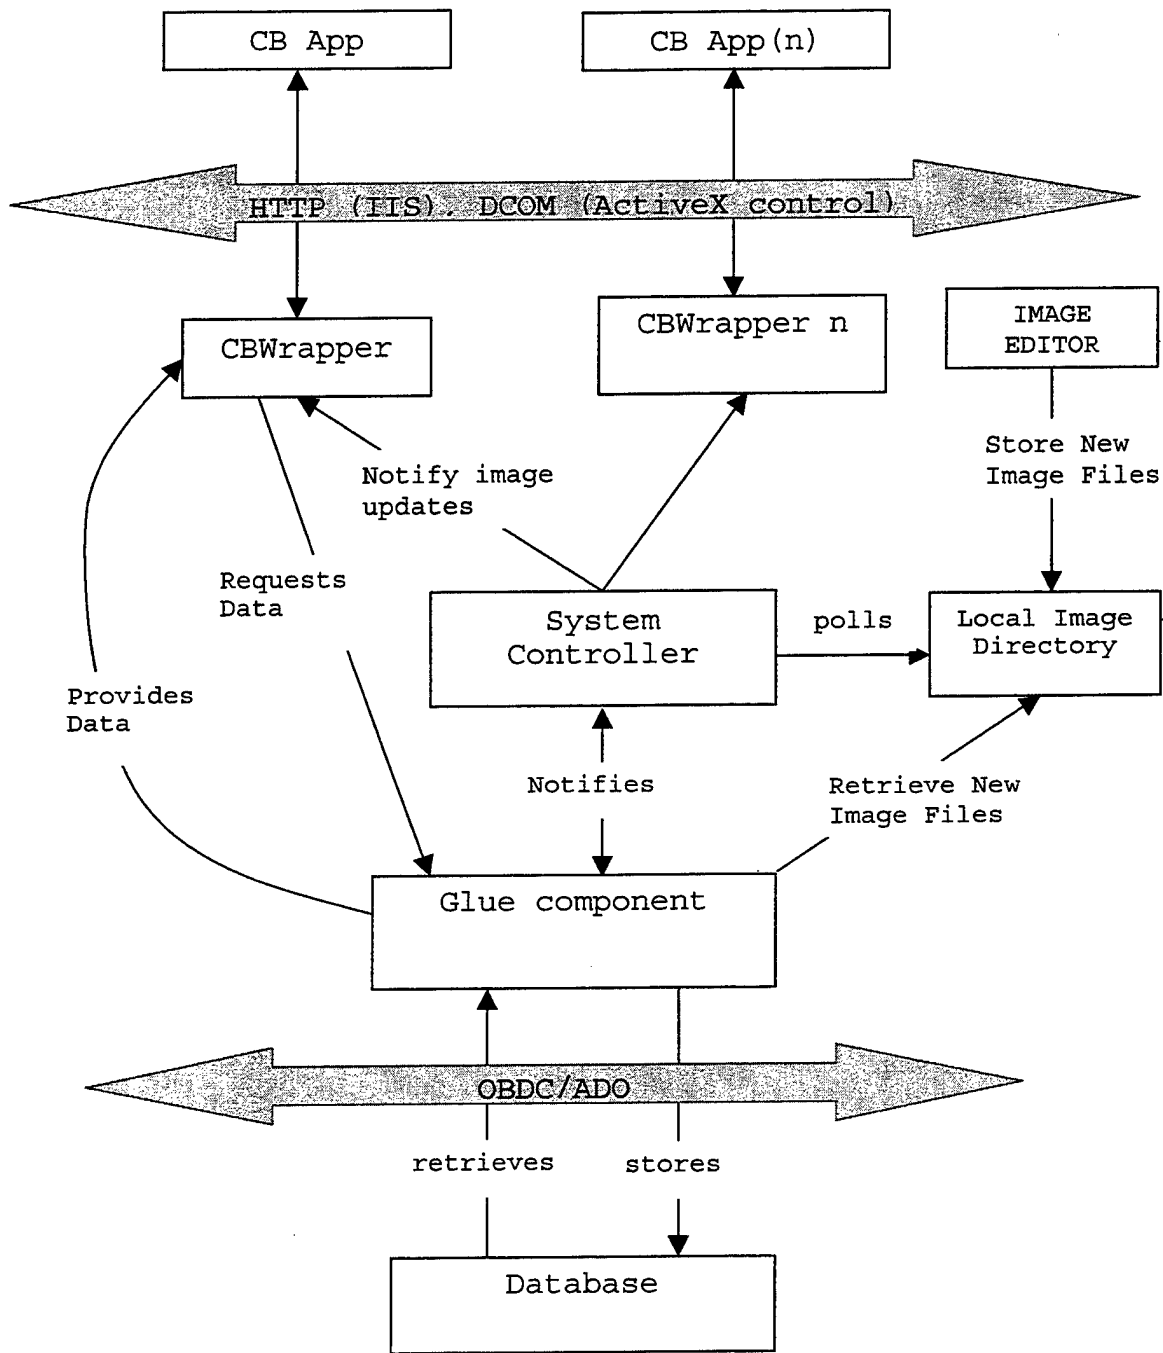 CB App
CB App(n)
HTTP (IIS). DCOM (ActiveX control)
CBWrapper
CBWrapper n
IMAGE
EDITOR
Notify image
updates
Store New
Image Files
Requests
Data
System
Controller
polls
Local Image
Directory
Provides
Data
Notifies
Retrieve New
Image Files
Glue component
OBDC/ADO
retrieves
stores
Database